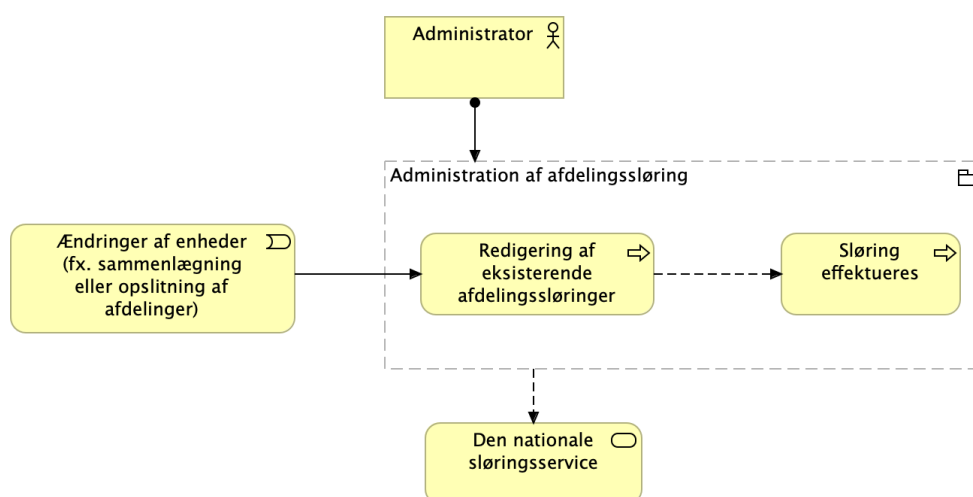 Administrator
Administration af afdelingssløring
Ændringer af enheder
(fx. sammenlægning
eller opslitning af
afdelinger)
Redigering af
eksisterende
afdelingssløringer
Sløring
effektueres
Den nationale
sløringsservice